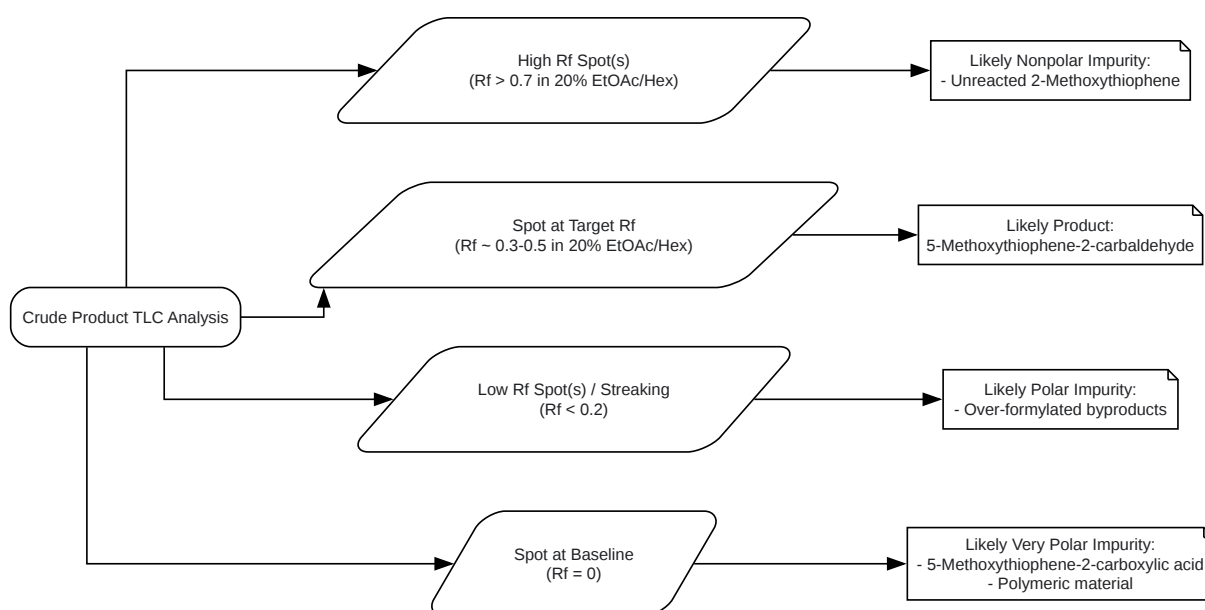 High Rf Spot(s)
(Rf > 0.7 in 20% EtOAc/Hex)
Likely Nonpolar Impurity:
- Unreacted 2-Methoxythiophene
Spot at Target Rf
(Rf ~ 0.3-0.5 in 20% EtOAc/Hex)
Likely Product:
5-Methoxythiophene-2-carbaldehyde
Crude Product TLC Analysis
Low Rf Spot(s) / Streaking
(Rf < 0.2)
Likely Polar Impurity:
- Over-formylated byproducts
Spot at Baseline
(Rf = 0)
Likely Very Polar Impurity:
- 5-Methoxythiophene-2-carboxylic acid
- Polymeric material